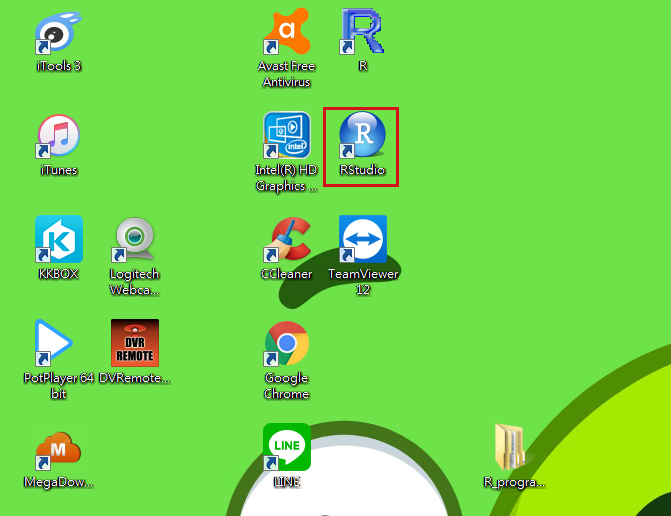 iTools 3
Avast Free
Antivirus
R
iTunes
intel
Intel(R) HD
Graphics ...
R
RStudio
KKBOX
Logitech
Webca...
CCleaner
TeamViewer
12
PotPlayer 64
bit
DVR
REMOTE
DVRemote...
Google
Chrome
M
MegaDow...
LINE
LINE
R_progra...